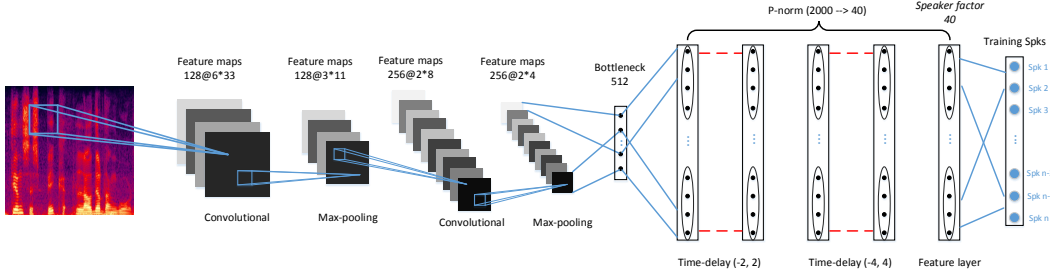 P-norm (2000 --> 40)
Speaker factor
40
Training Spks
Feature maps
128@6*33
Feature maps
128@3*11
Feature maps
256@2*8
Feature maps
256@2*4
Bottleneck
512
Spk 1
Spk 2
Spk 3
Spk n-
Spk n-
Spk n
Convolutional
Max-pooling
Convolutional
Max-pooling
Time-delay (-2, 2)
Time-delay (-4, 4)
Feature layer